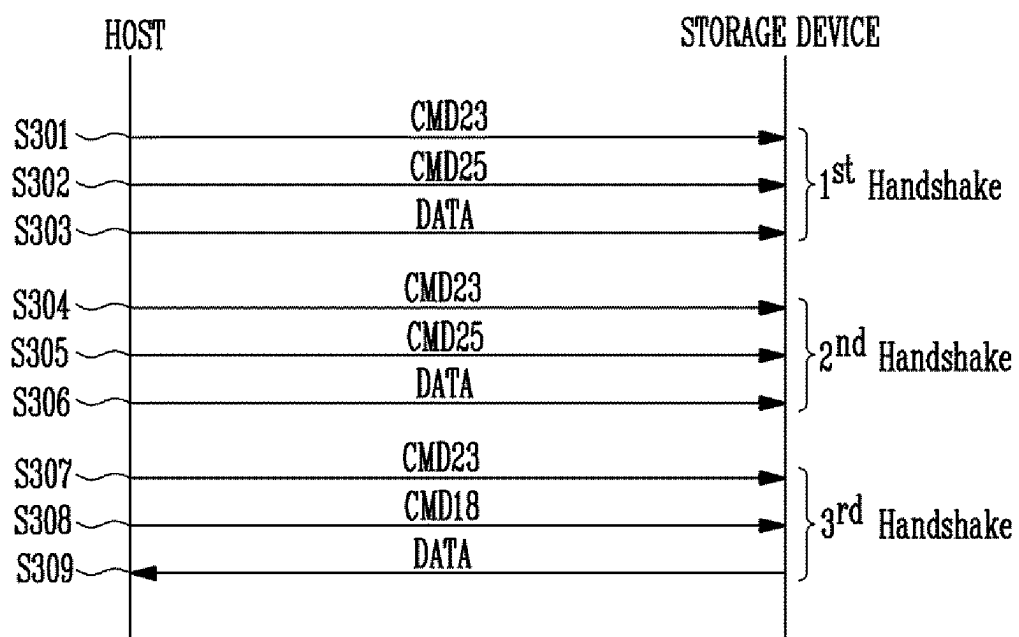 HOST STORAGE DEVICE
S301 CMD23
S302 CMD25
1st Handshake
S303 DATA
S304 CMD23
S305 CMD25
2nd Handshake
S306 DATA
S307 CMD23
S308 CMD18
3rd Handshake
S309 DATA